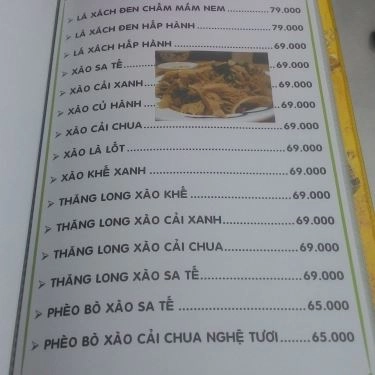 ➢ LÁ XÁCH ĐEN CHẤM MẮM NEM..........79.000
➢ LÁ XÁCH ĐEN HẤP HÀNH..........79.000
➢ LÁ XÁCH HẤP HÀNH..........69.000
➢ XÀO SA TẾ..........69.000
➢ XÀO CẢI XANH..........69.000
➢ XÀO CỦ HÀNH..........69.000
➢ XÀO CẢI CHUA..........69.000
➢ XÀO LÁ LỐT..........69.000
➢ XÀO KHẾ XANH..........69.000
➢ THĂNG LONG XÀO KHẾ..........69.000
➢ THĂNG LONG XÀO CẢI XANH..........69.000
➢ THĂNG LONG XÀO CẢI CHUA..........69.000
➢ THĂNG LONG XÀO SA TẾ..........69.000
➢ PHÈO BÒ XÀO SA TẾ..........65.000
➢ PHÈO BÒ XÀO CẢI CHUA NGHỆ TƯƠI........65.000